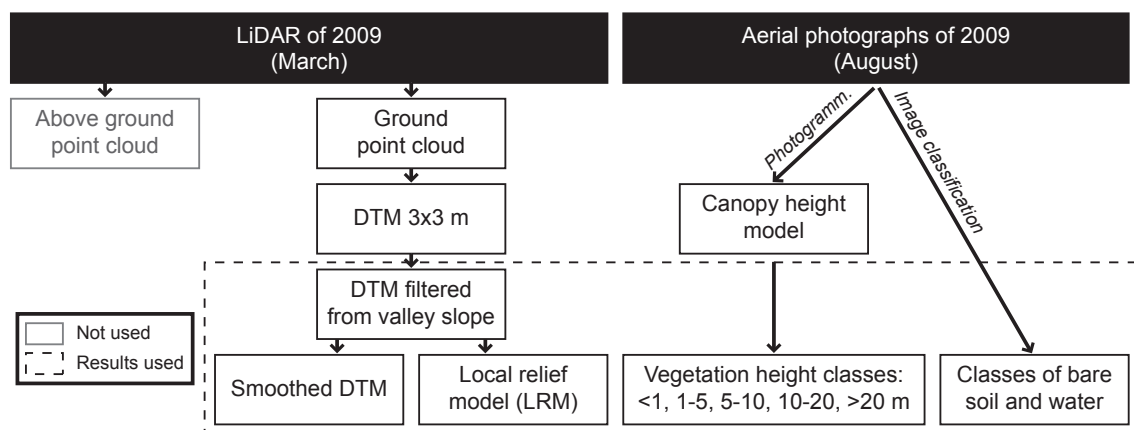 LiDAR of 2009
(March)
Aerial photographs of 2009
(August)
Above ground
point cloud
Ground
point cloud
Photogramm.
Image classification
DTM 3x3 m
Canopy height
model
DTM filtered
from valley slope
Not used
Results used
Smoothed DTM
Local relief
model (LRM)
Vegetation height classes:
<1, 1-5, 5-10, 10-20, >20 m
Classes of bare
soil and water